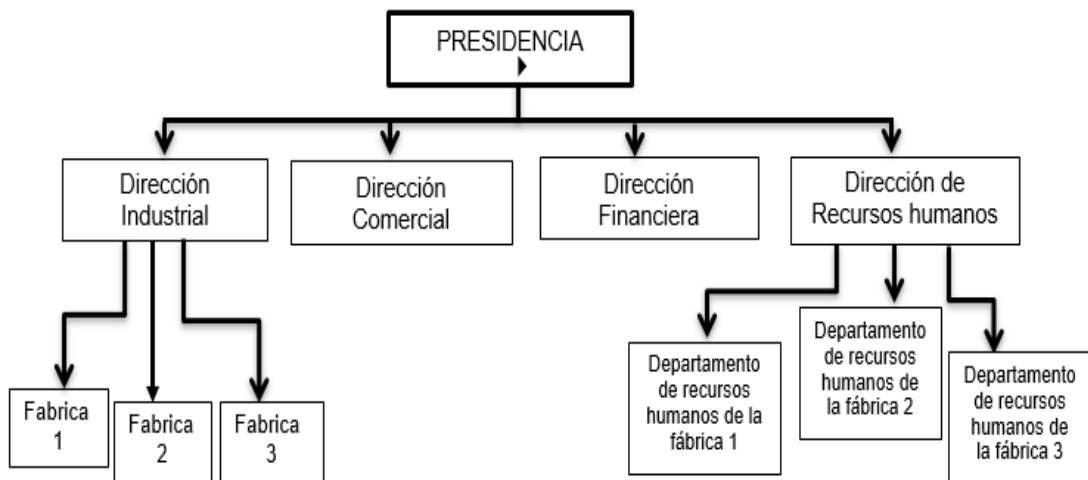 PRESIDENCIA
Dirección
Industrial
Dirección
Comercial
Dirección
Financiera
Dirección de
Recursos humanos
Fabrica
1
Fabrica
2
Fabrica
3
Departamento
de recursos
humanos de la
fábrica 1
Departamento
de recursos
humanos de
la fábrica 2
Departamento
de recursos
humanos de
la fábrica 3